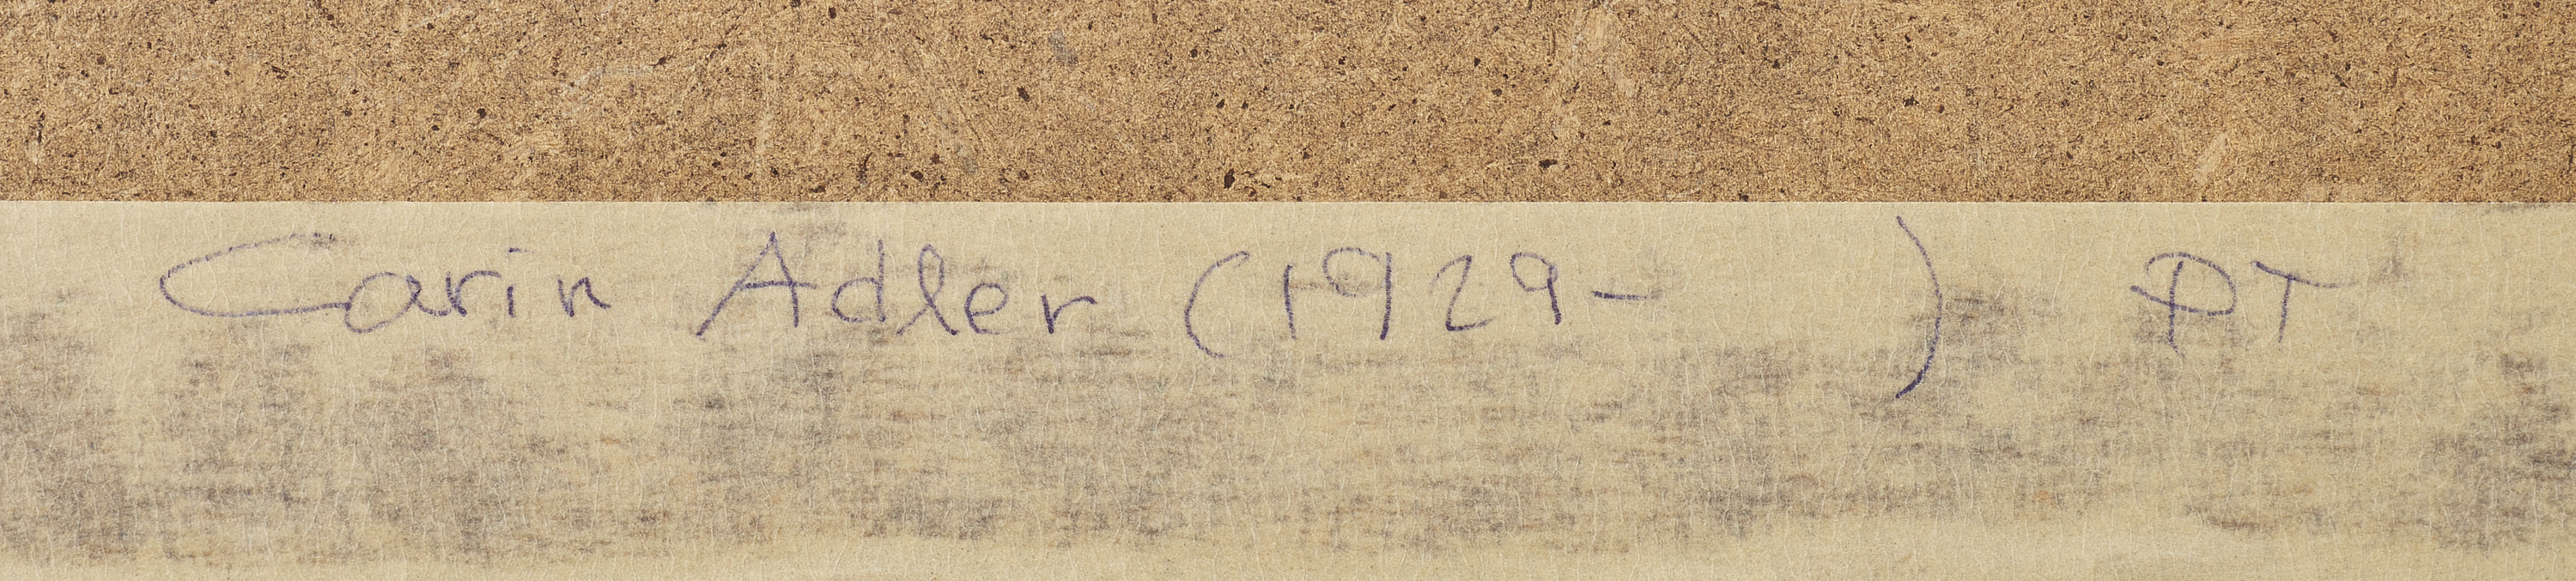 Carin Adler (1929- ) PT